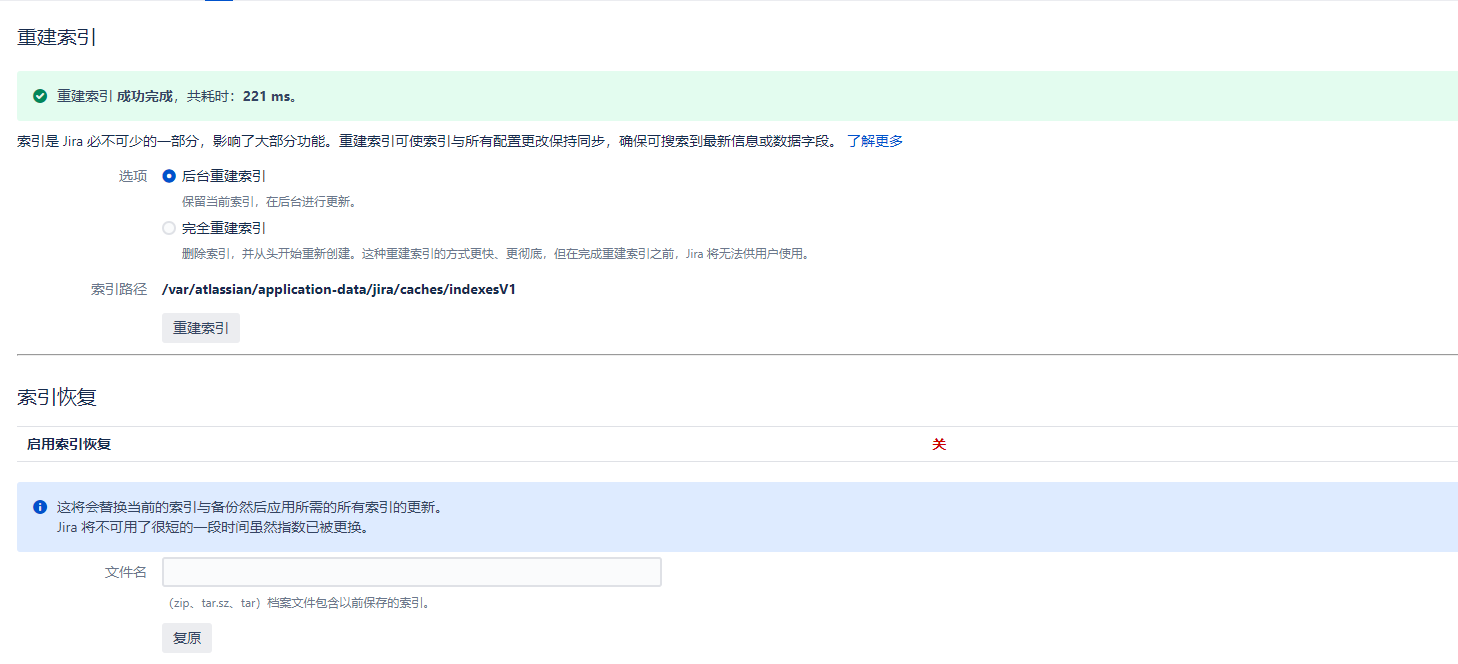 重建索引
重建索引 成功完成，共耗时：221 ms。
索引是 Jira 必不可少的一部分，影响了大部分功能。重建索引可使索引与所有配置更改保持同步，确保可搜索到最新信息或数据字段。 了解更多
选项 后台重建索引
保留当前索引，在后台进行更新。
完全重建索引
删除索引，并从头开始重新创建。这种重建索引的方式更快、更彻底，但在完成重建索引之前，Jira 将无法供用户使用。
索引路径 /var/atlassian/application-data/jira/caches/indexesV1
重建索引
索引恢复
启用索引恢复 关
这将会替换当前的索引与备份然后应用所需的所有索引的更新。
Jira 将不可用了很短的一段时间虽然指数已被更换。
文件名
（zip、tar.sz、tar）档案文件包含以前保存的索引。
复原